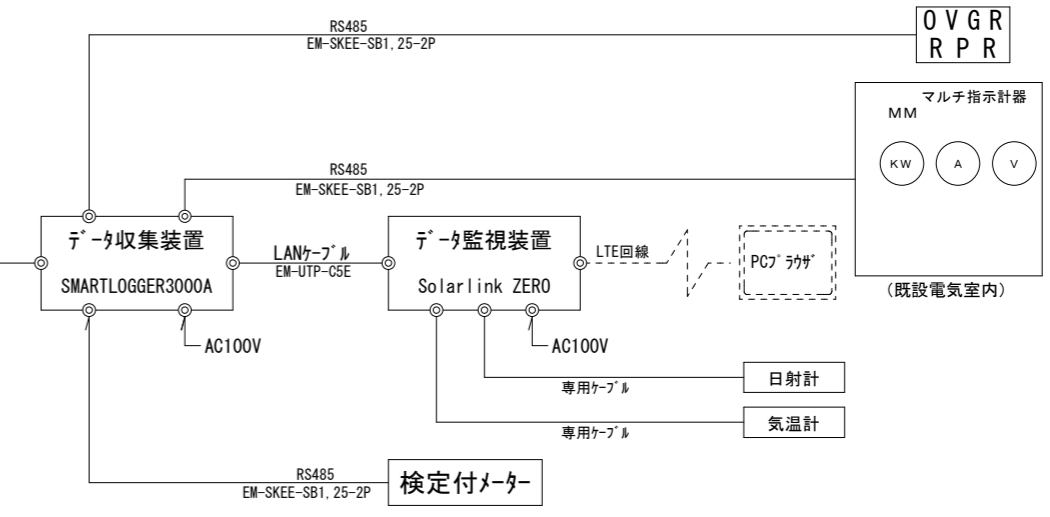 RS485
EM-SKEE-SB1,25-2P
OVGR
RPR
マルチ指示計器
MM
KW
A
V
RS485
EM-SKEE-SB1,25-2P
ﾃﾞｰﾀ収集装置
SMARTLOGGER3000A
LANｹｰﾌﾞﾙ
EM-UTP-C5E
ﾃﾞｰﾀ監視装置
Solarlink ZERO
LTE回線
PCﾌﾞﾗｳｻﾞ
(既設電気室内)
AC100V
AC100V
専用ｹｰﾌﾞﾙ
日射計
専用ｹｰﾌﾞﾙ
気温計
RS485
EM-SKEE-SB1,25-2P
検定付ﾒｰﾀｰ